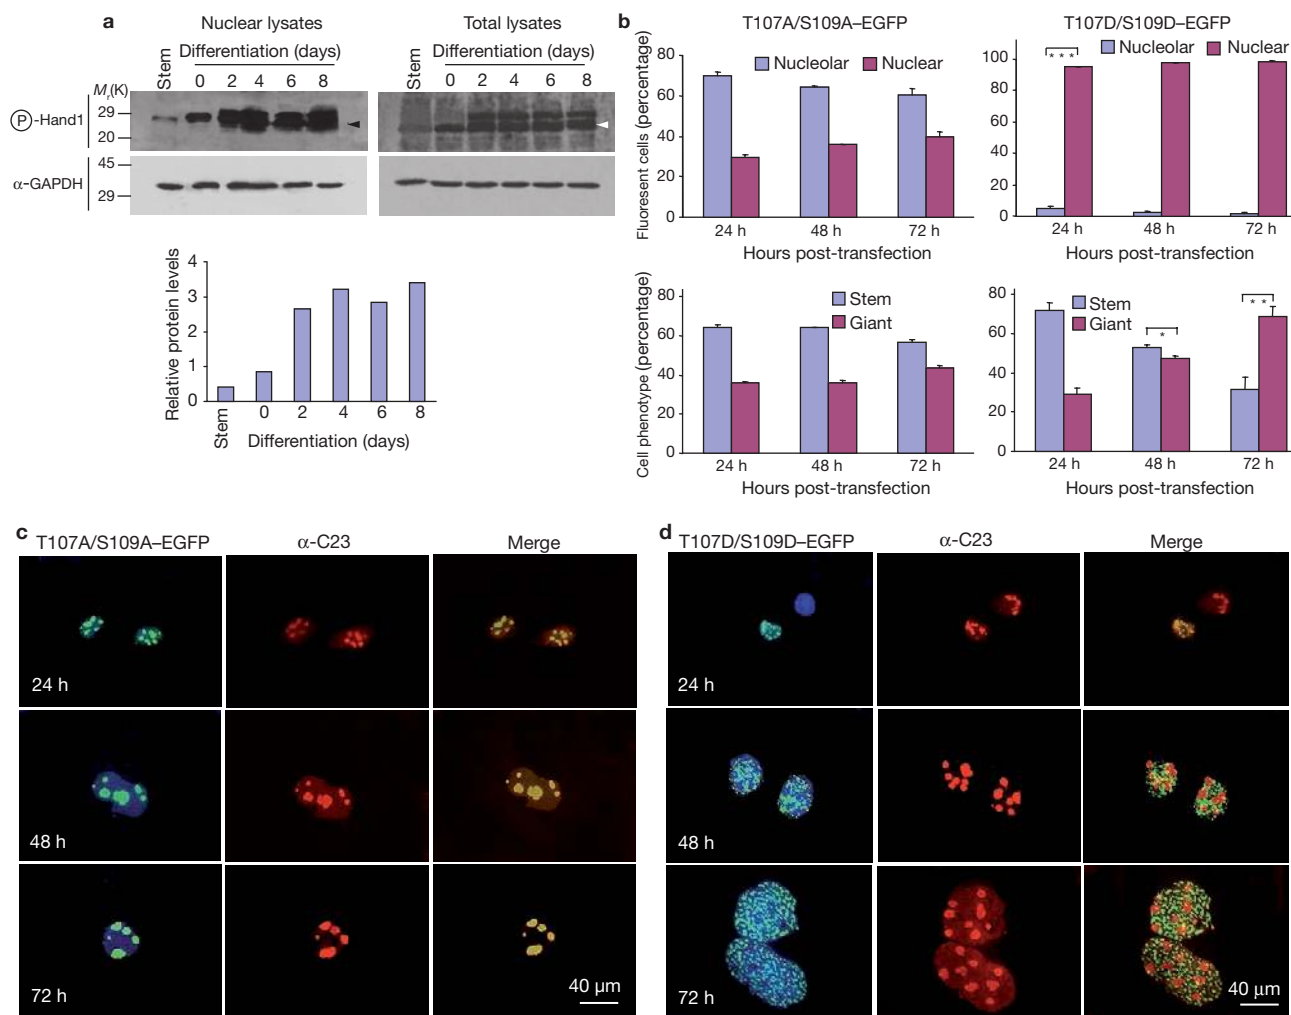 a
Nuclear lysates
Total lysates
Differentiation (days)
Differentiation (days)
Stem 0 2 4 6 8
Stem 0 2 4 6 8
Mr(K)
P-Hand1
29
20
α-GAPDH
45
29
Relative protein levels
4
3
2
1
0
Stem 0 2 4 6 8
Differentiation (days)
b
T107A/S109A–EGFP
T107D/S109D–EGFP
Fluoresent cells (percentage)
80
60
40
20
0
Nucleolar Nuclear
24 h 48 h 72 h
Hours post-transfection
100
80
60
40
20
0
* * *
Nucleolar Nuclear
24 h 48 h 72 h
Hours post-transfection
Cell phenotype (percentage)
80
60
40
20
0
Stem
Giant
24 h 48 h 72 h
Hours post-transfection
80
60
40
20
0
Stem
Giant
*
* *
24 h 48 h 72 h
Hours post-transfection
c
T107A/S109A–EGFP α-C23 Merge
24 h
48 h
72 h
40 µm
d
T107D/S109D–EGFP α-C23 Merge
24 h
48 h
72 h
40 µm